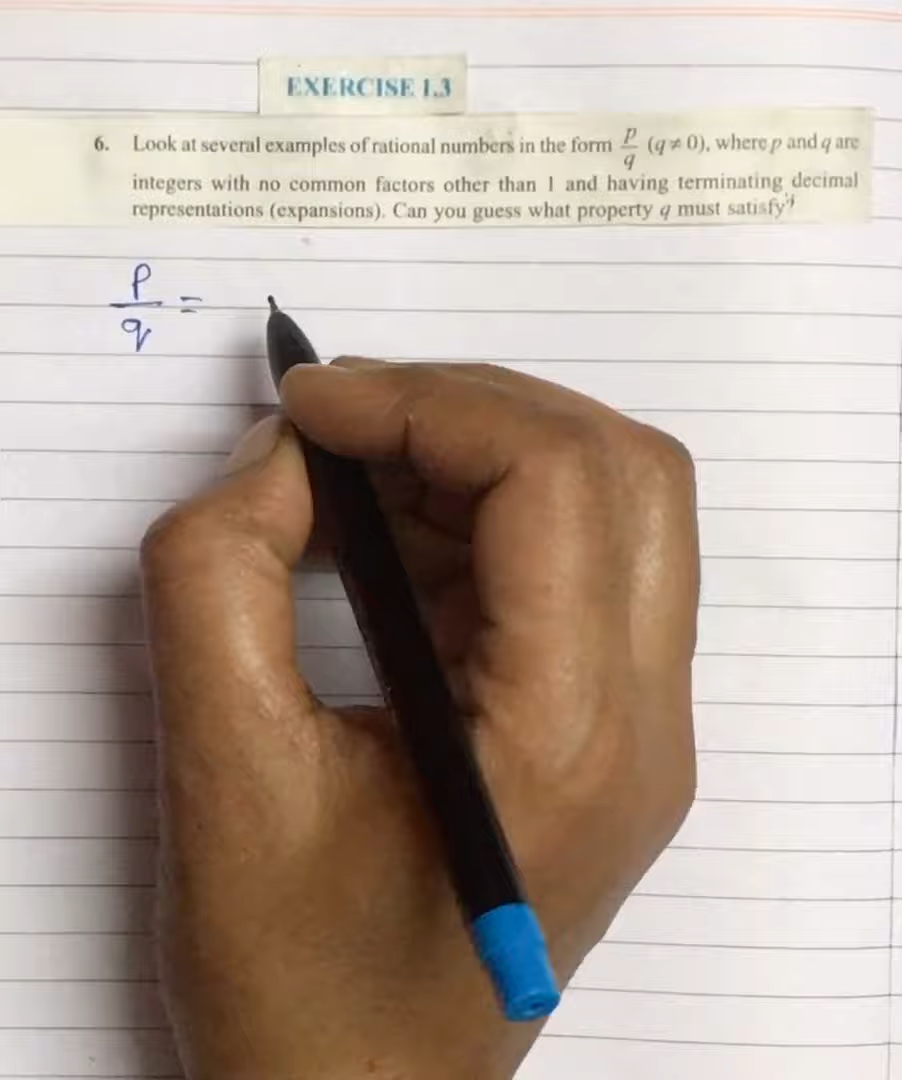 EXERCISE 1.3
6. Look at several examples of rational numbers in the form p/q (q ≠ 0), where p and q are
integers with no common factors other than 1 and having terminating decimal
representations (expansions). Can you guess what property q must satisfy?
p/q =